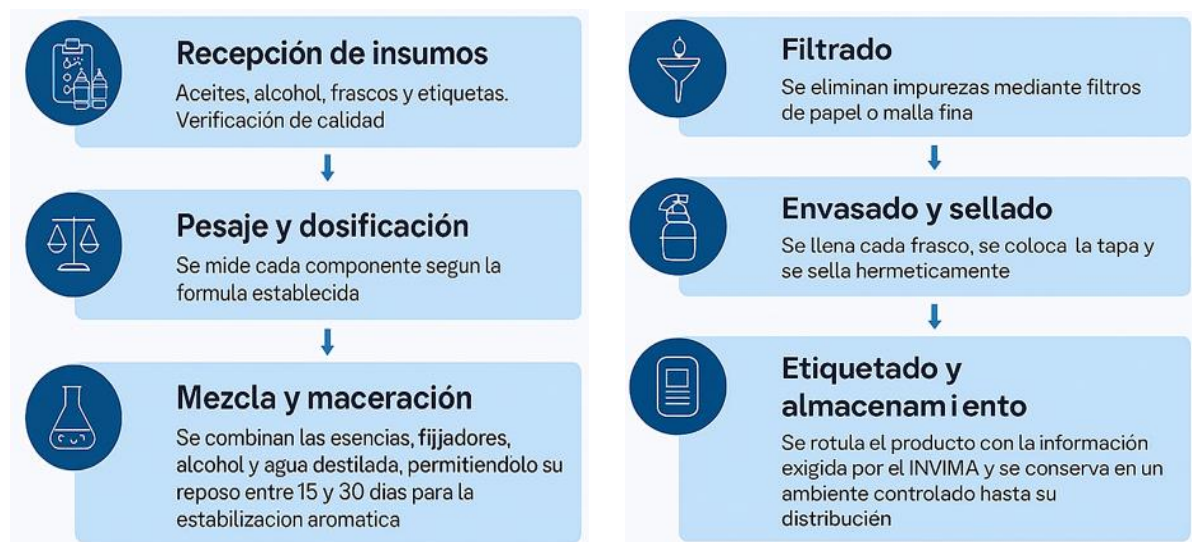 Recepción de insumos
Aceites, alcohol, frascos y etiquetas.
Verificación de calidad
Pesaje y dosificación
Se mide cada componente segun la
formula establecida
Mezcla y maceración
Se combinan las esencias, fijjadores,
alcohol y agua destilada, permitiendolo su
reposo entre 15 y 30 dias para la
estabilizacion aromatica
Filtrado
Se eliminan impurezas mediante filtros
de papel o malla fina
Envasado y sellado
Se llena cada frasco, se coloca la tapa y
se sella hermeticamente
Etiquetado y
almacenamiento
Se rotula el producto con la información
exigida por el INVIMA y se conserva en un
ambiente controlado hasta su
distribucién